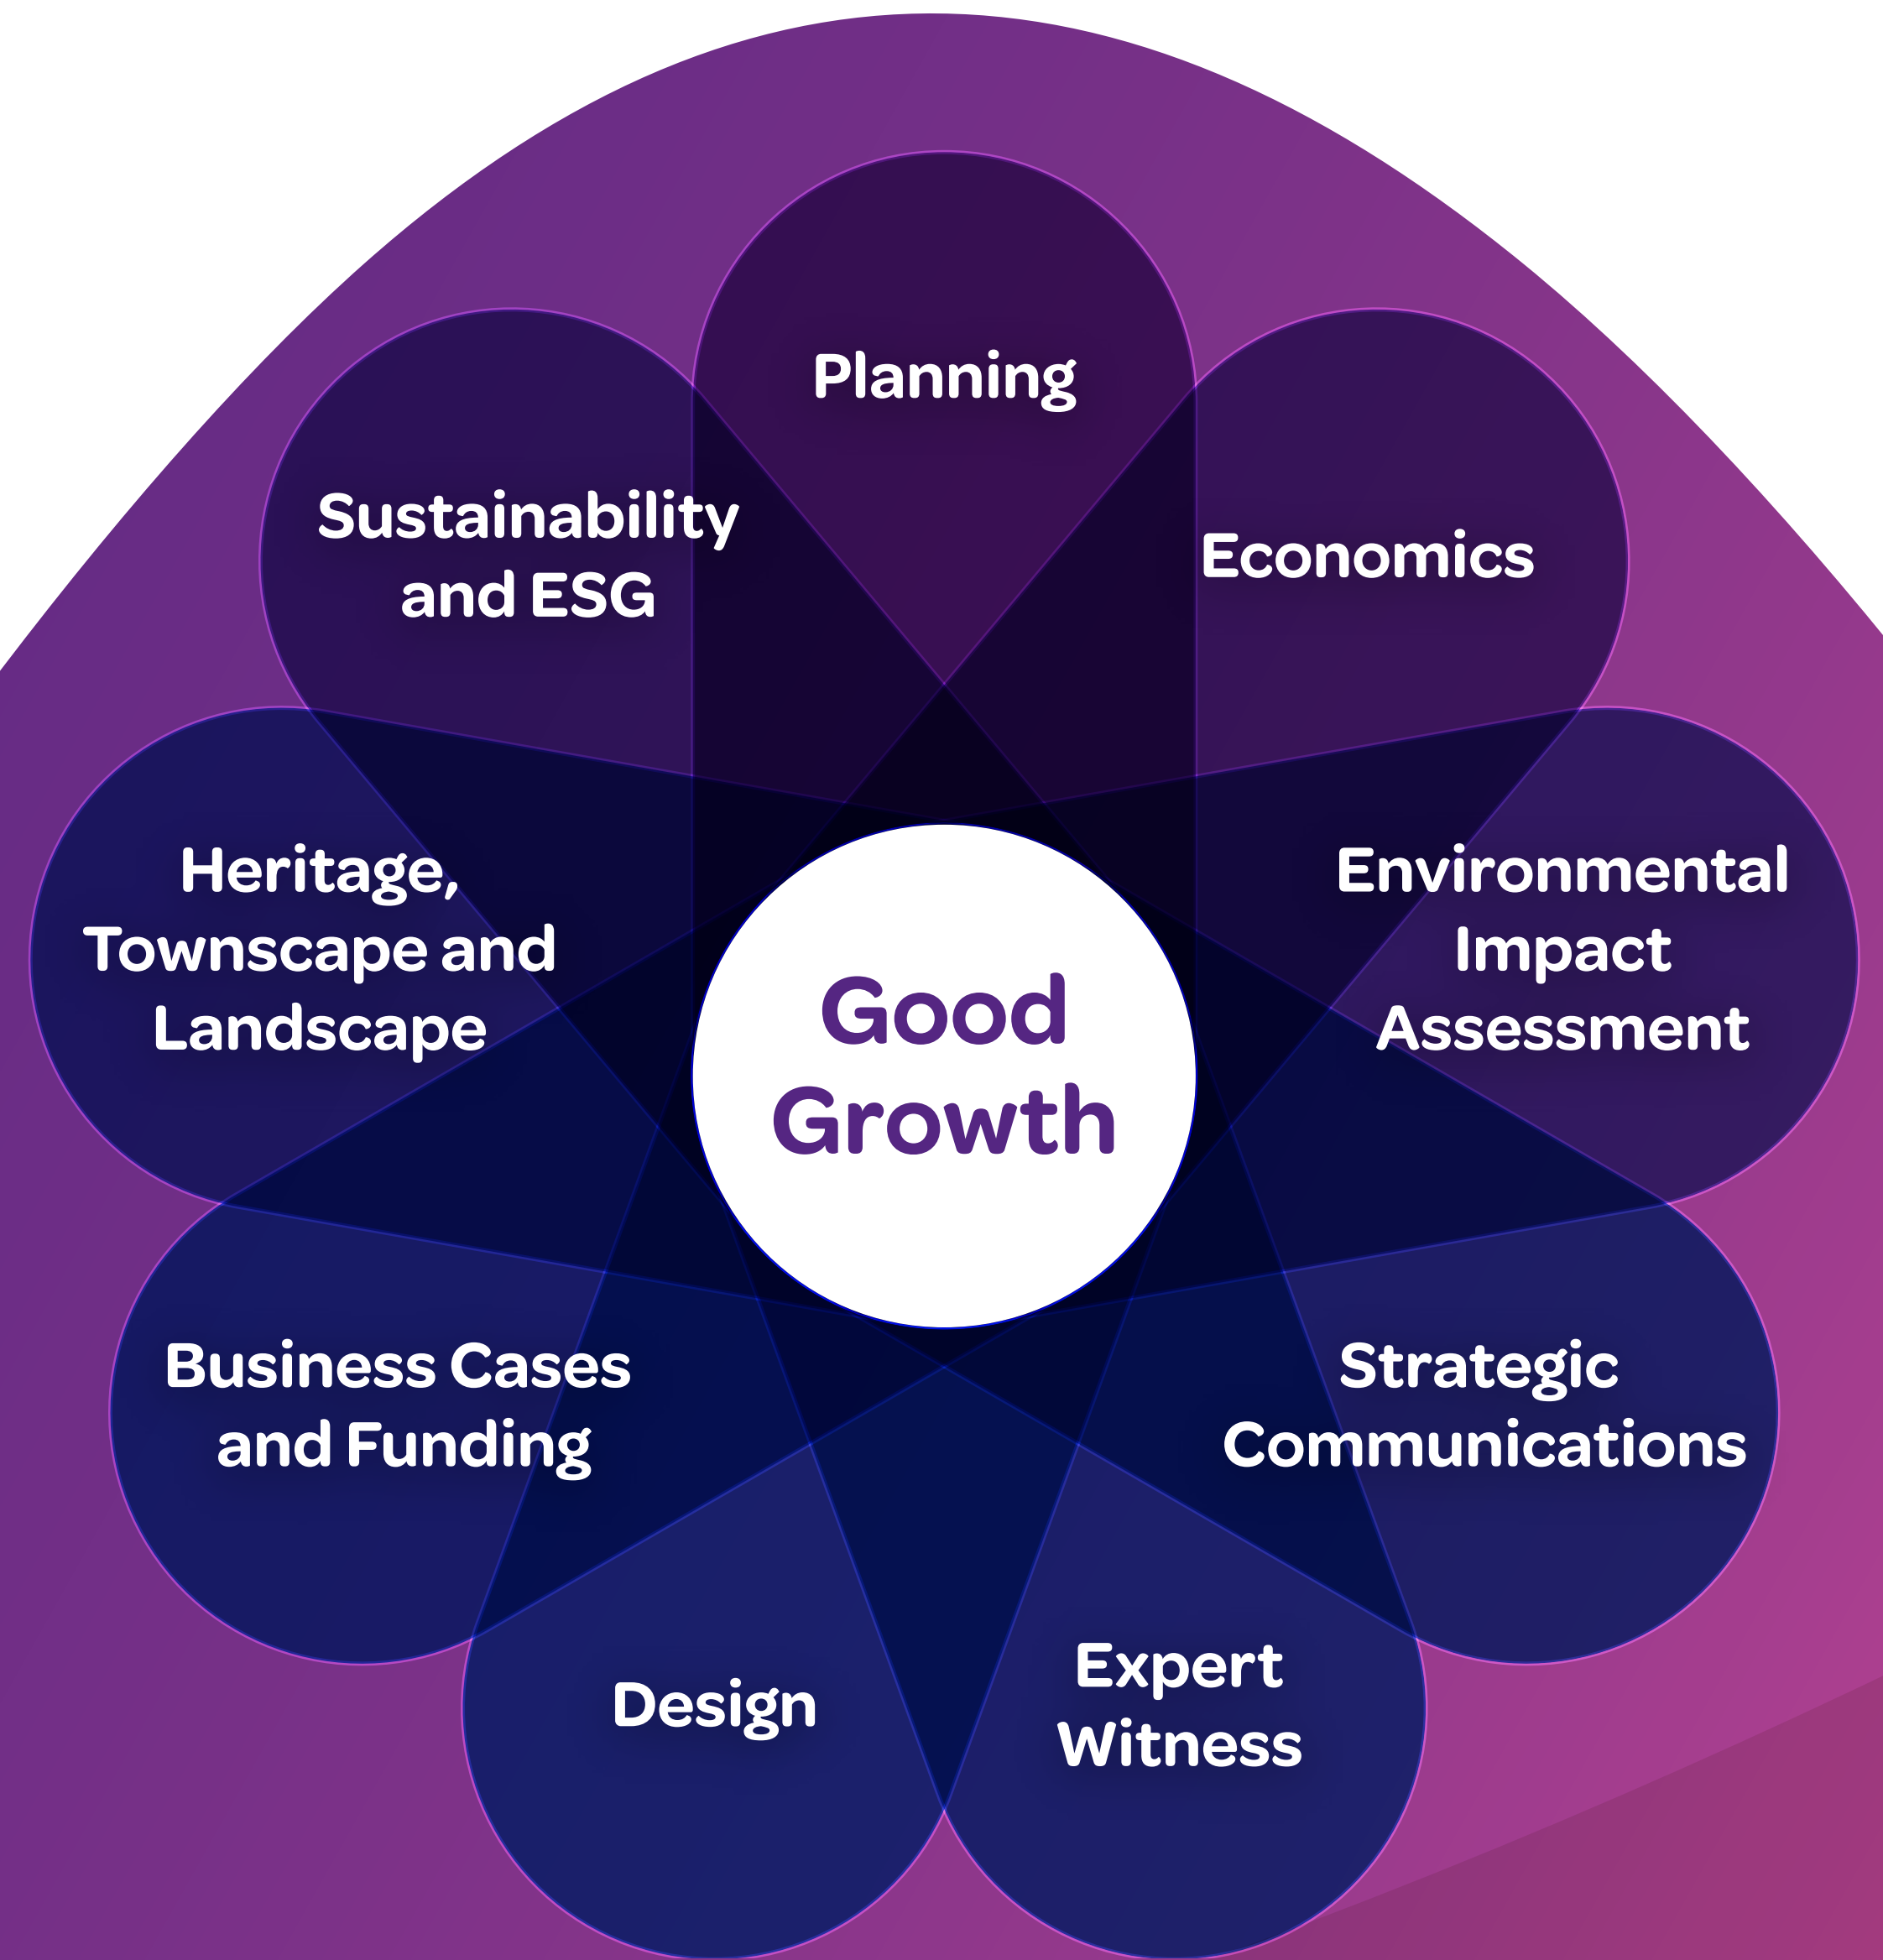 Planning
Sustainability
and ESG
Economics
Heritage,
Townscape and
Landscape
Environmental
Impact
Assessment
Good
Growth
Business Cases
and Funding
Strategic
Communications
Design
Expert
Witness